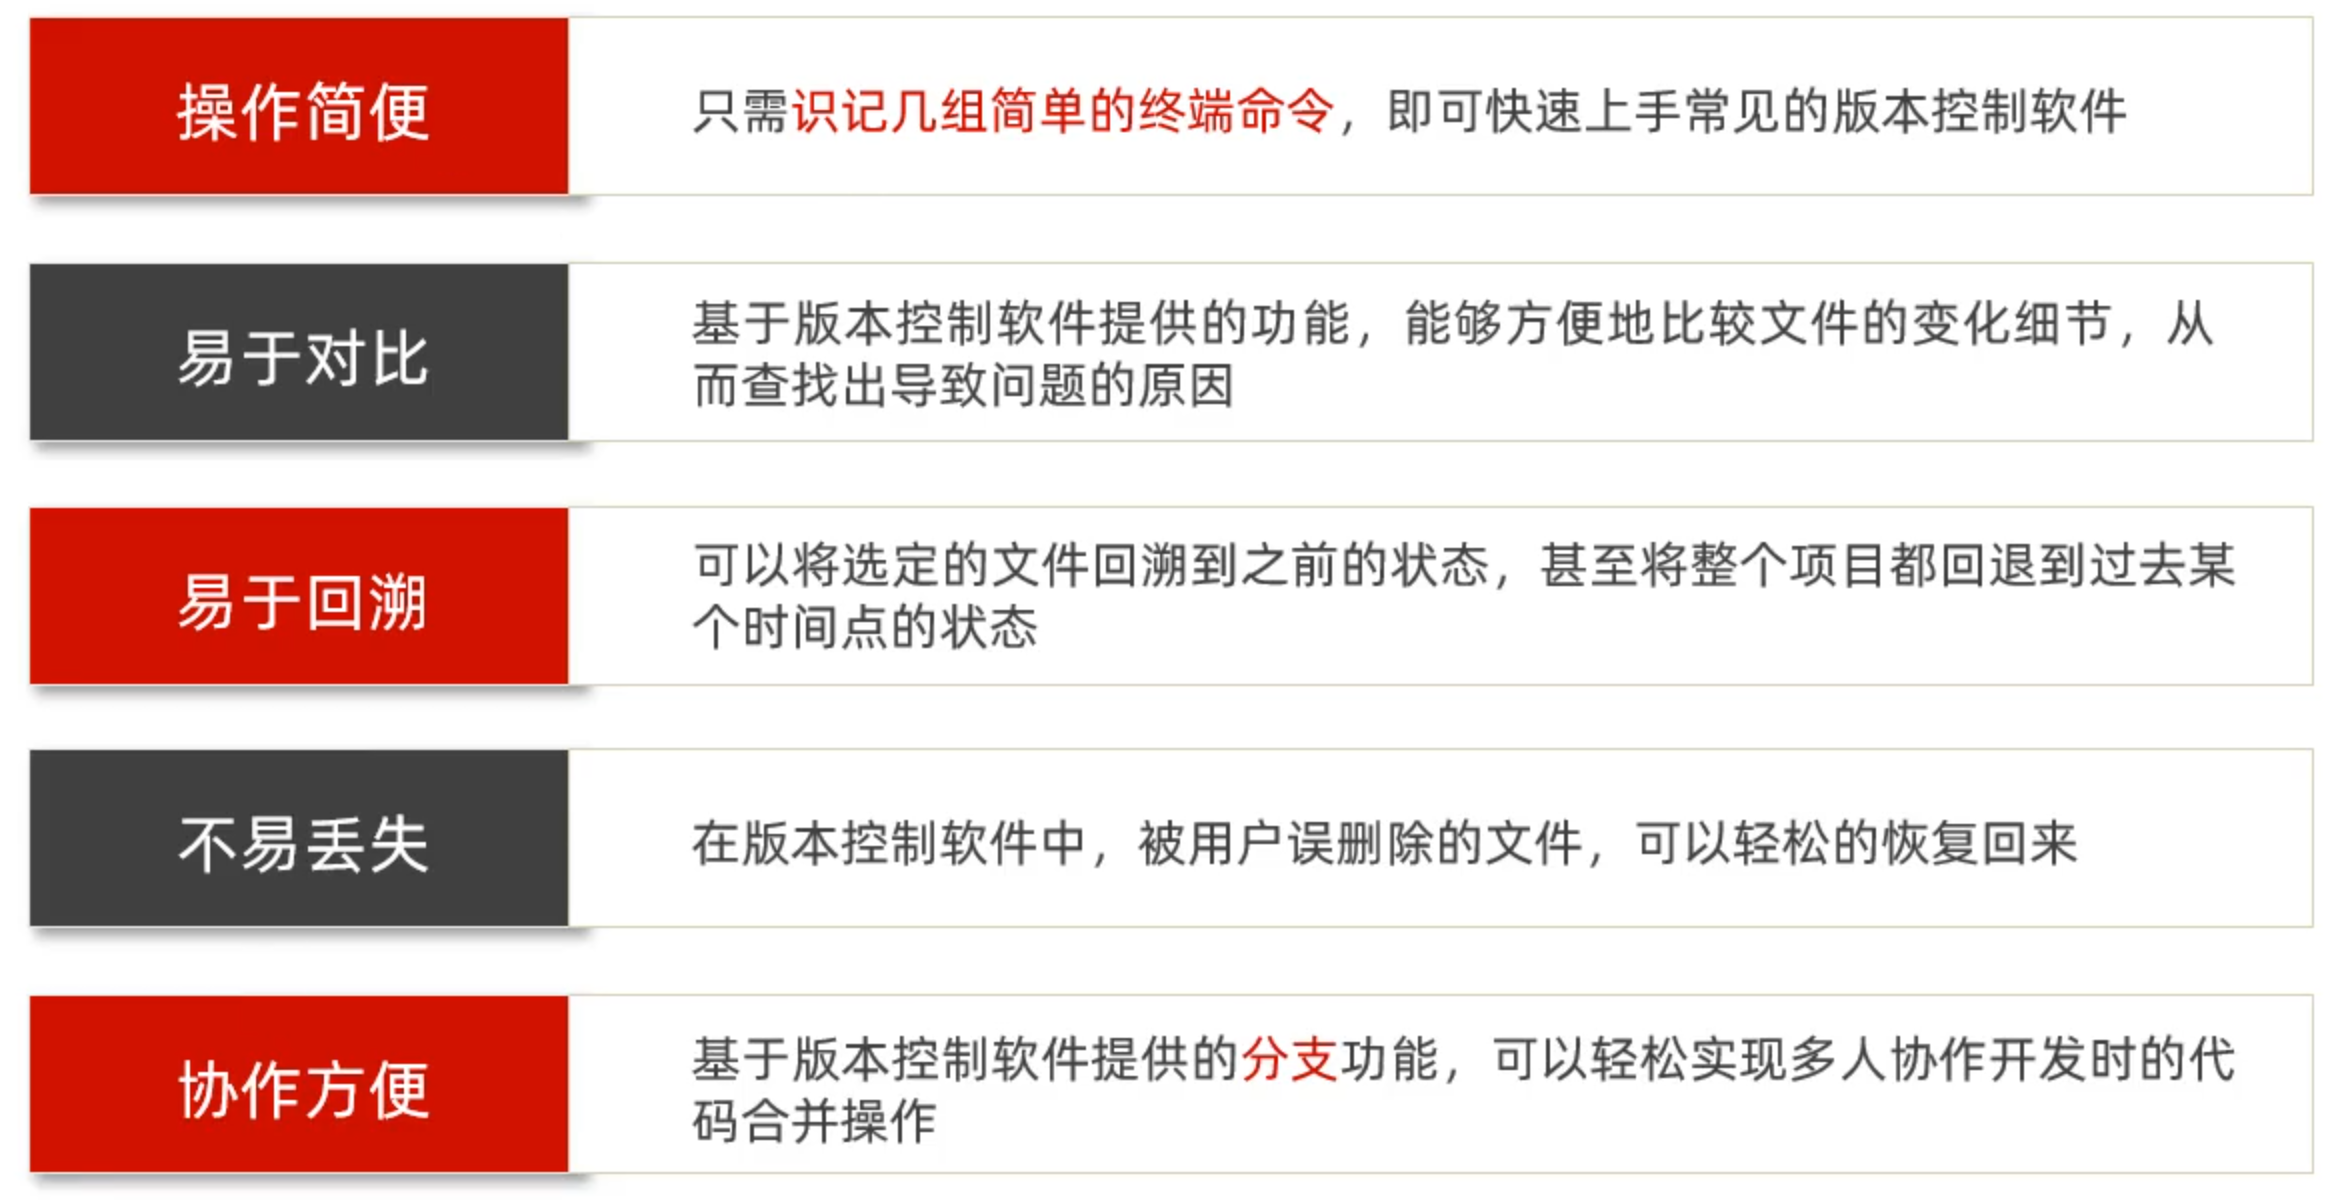 操作简便
只需识记几组简单的终端命令，即可快速上手常见的版本控制软件
易于对比
基于版本控制软件提供的功能，能够方便地比较文件的变化细节，从
而查找出导致问题的原因
易于回溯
可以将选定的文件回溯到之前的状态，甚至将整个项目都回退到过去某
个时间点的状态
不易丢失
在版本控制软件中，被用户误删除的文件，可以轻松的恢复回来
协作方便
基于版本控制软件提供的分支功能，可以轻松实现多人协作开发时的代
码合并操作